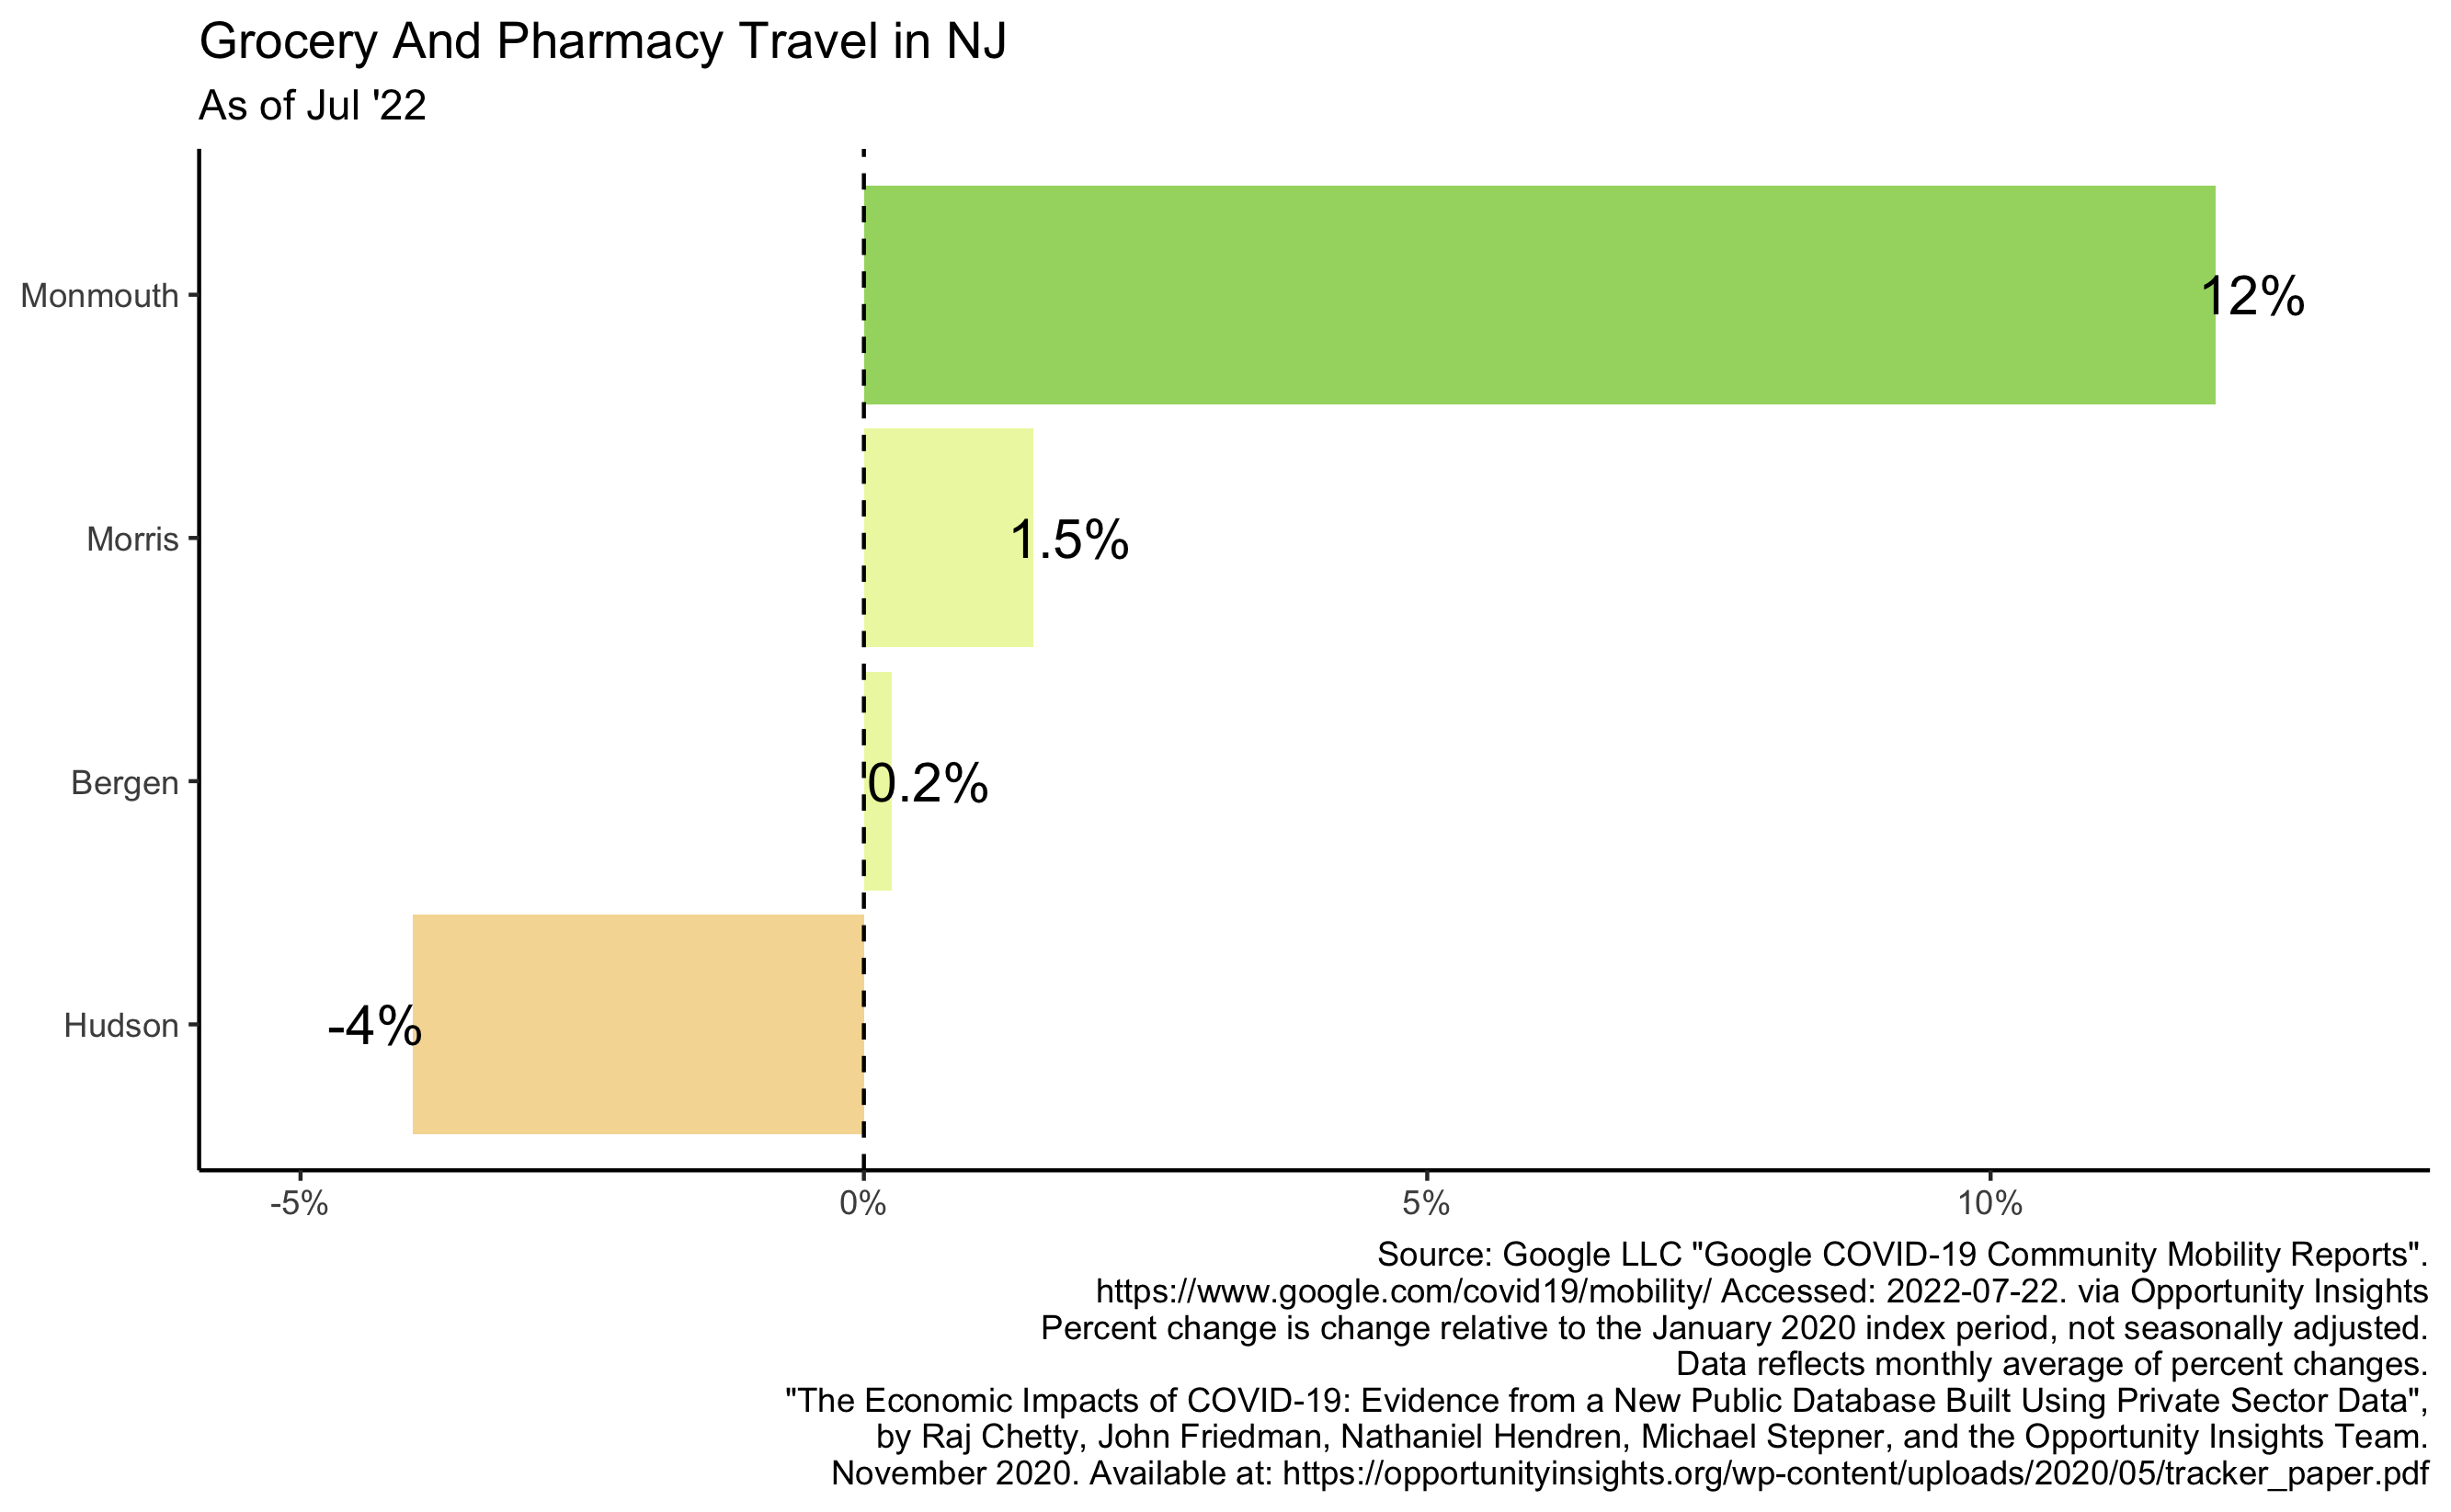 Grocery And Pharmacy Travel in NJ
As of Jul '22
Monmouth
12%
Morris
1.5%
Bergen
0.2%
Hudson
-4%
-5%
0%
5%
10%
Source: Google LLC "Google COVID-19 Community Mobility Reports".
https://www.google.com/covid19/mobility/ Accessed: 2022-07-22. via Opportunity Insights
Percent change is change relative to the January 2020 index period, not seasonally adjusted.
Data reflects monthly average of percent changes.
"The Economic Impacts of COVID-19: Evidence from a New Public Database Built Using Private Sector Data",
by Raj Chetty, John Friedman, Nathaniel Hendren, Michael Stepner, and the Opportunity Insights Team.
November 2020. Available at: https://opportunityinsights.org/wp-content/uploads/2020/05/tracker_paper.pdf